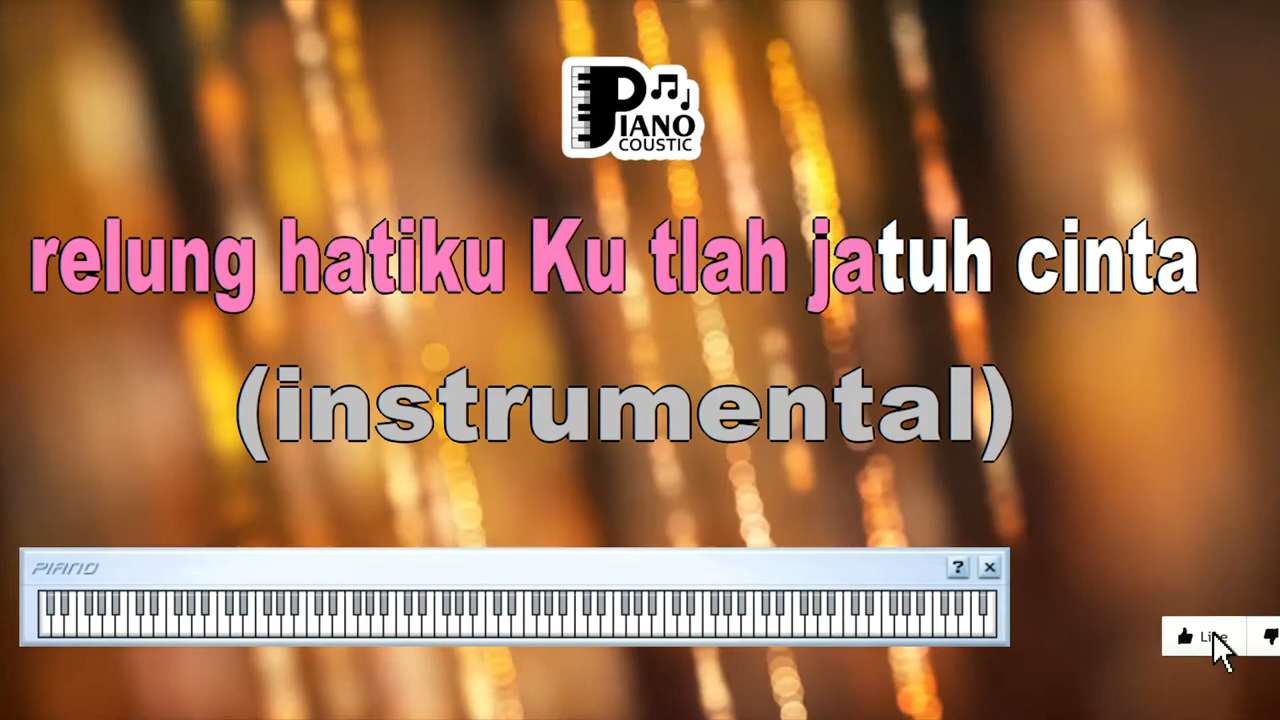 PIANO
COUSTIC
relung hatiku Ku tlah jatuh cinta
(instrumental)
PIANO
?
Like